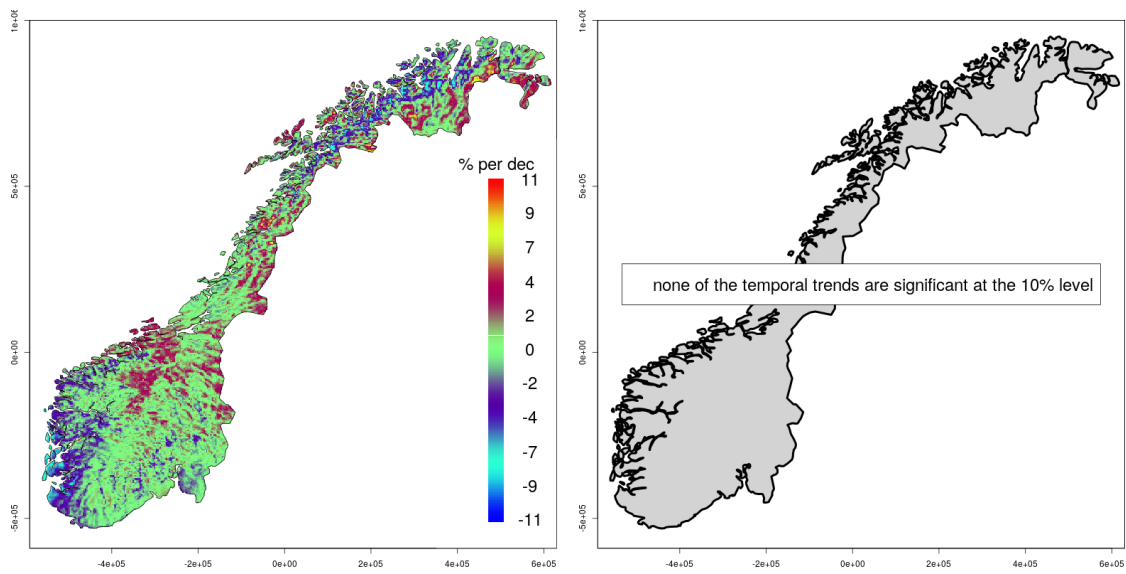 1e+06
5e+05
0e+00
-5e+05
-4e+05 -2e+05 0e+00 2e+05 4e+05 6e+05
% per dec
11
9
7
4
2
0
-2
-4
-7
-9
-11
1e+06
5e+05
0e+00
-5e+05
-4e+05 -2e+05 0e+00 2e+05 4e+05 6e+05
none of the temporal trends are significant at the 10% level